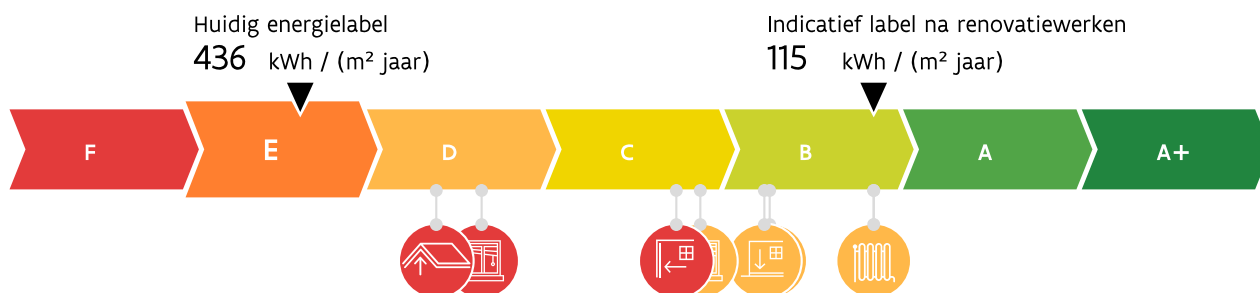 Huidig energielabel
436 kWh / (m² jaar)
Indicatief label na renovatiewerken
115 kWh / (m² jaar)
F E D C B A A+